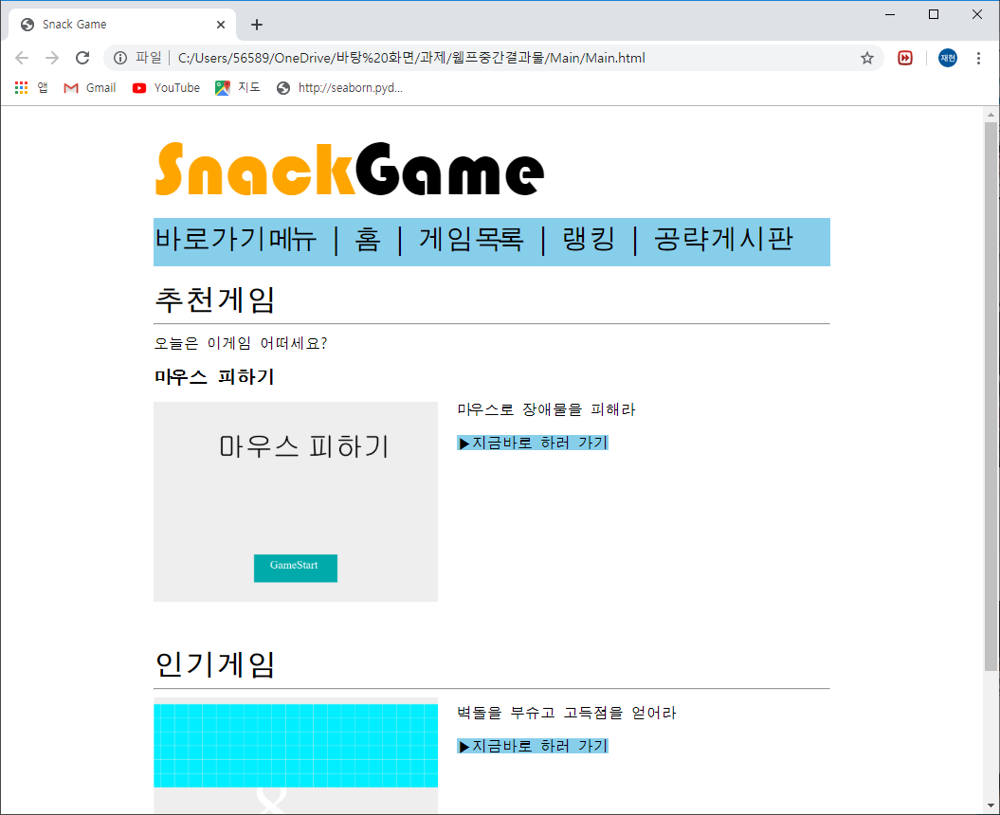 Snack Game
파일 | C:/Users/56589/OneDrive/바탕%20화면/과제/웹프중간결과물/Main/Main.html
재현
앱 Gmail YouTube 지도 http://seaborn.pyd...
SnackGame
바로가기메뉴 | 홈 | 게임목록 | 랭킹 | 공략게시판
추천게임
오늘은 이게임 어떠세요?
마우스 피하기
마우스 피하기
GameStart
마우스로 장애물을 피해라
▶지금바로 하러 가기
인기게임
벽돌을 부슈고 고득점을 얻어라
▶지금바로 하러 가기